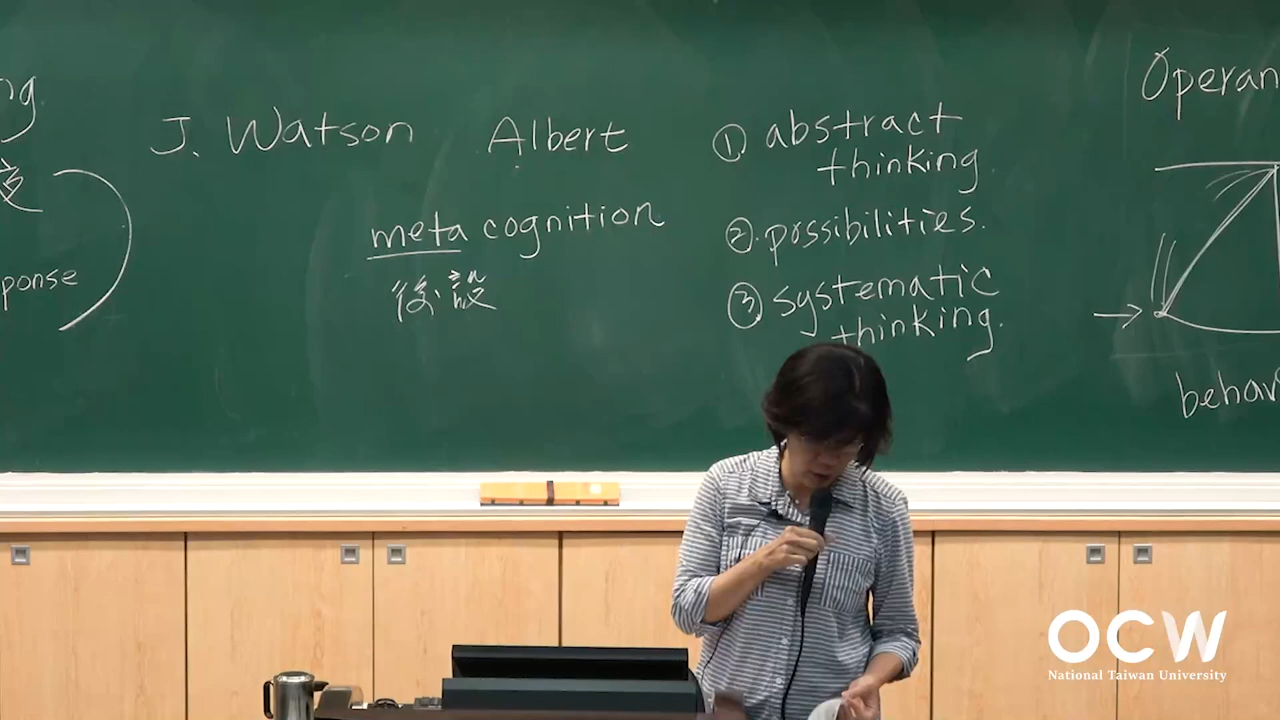 ng
ponse
J. Watson Albert
meta cognition
後設
① abstract
thinking
② possibilities.
③ systematic
thinking.
Operan
behav
OCW
National Taiwan University